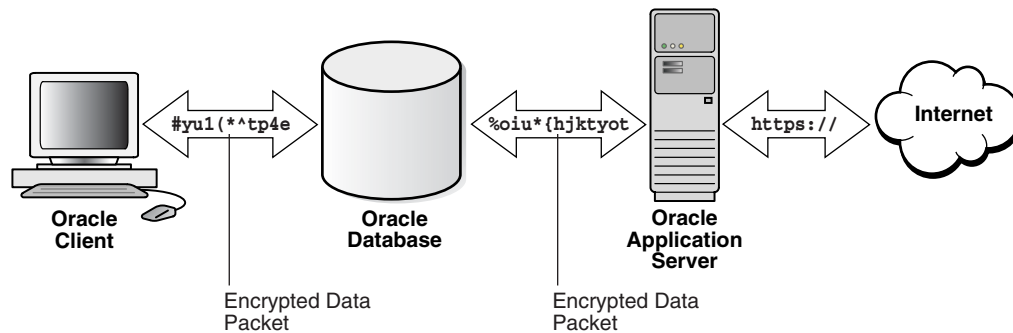 #yu1(*^tp4e
%oiu*{hjktyot
https://
Internet
Oracle
Client
Oracle
Database
Oracle
Application
Server
Encrypted Data
Packet
Encrypted Data
Packet